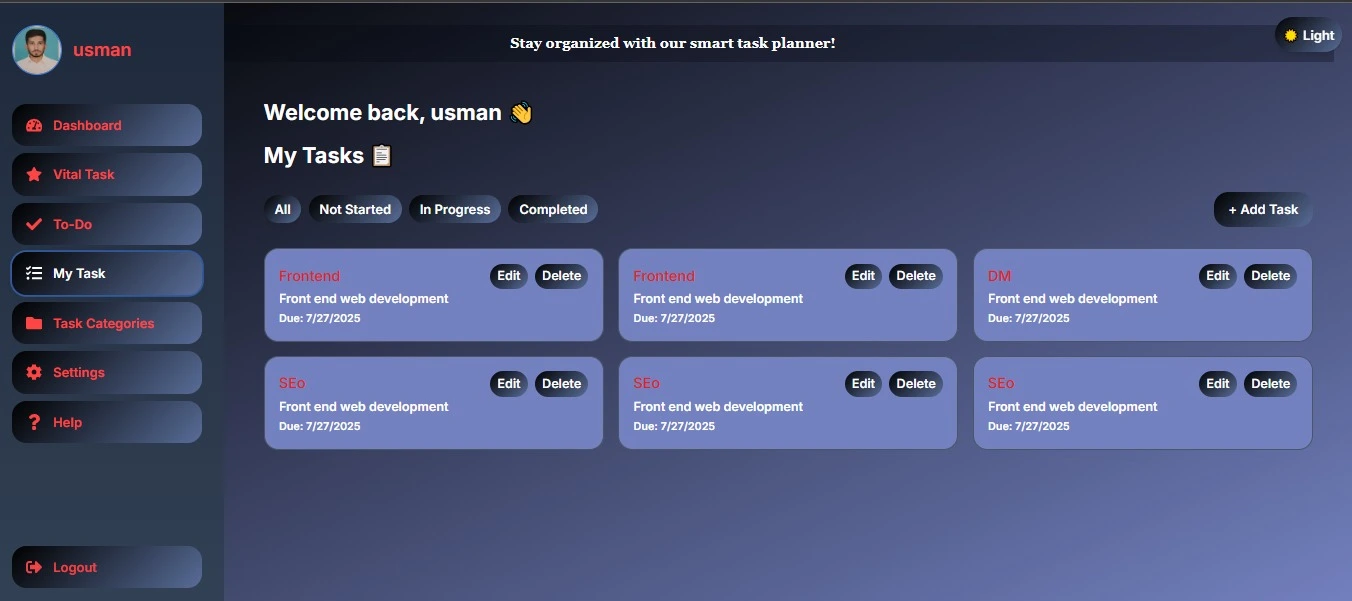 usman
Dashboard
Vital Task
To-Do
My Task
Task Categories
Settings
Help
Logout
Stay organized with our smart task planner!
Light
Welcome back, usman 👋
My Tasks 📋
All
Not Started
In Progress
Completed
+ Add Task
Frontend
Edit
Delete
Front end web development
Due: 7/27/2025
Frontend
Edit
Delete
Front end web development
Due: 7/27/2025
DM
Edit
Delete
Front end web development
Due: 7/27/2025
SEo
Edit
Delete
Front end web development
Due: 7/27/2025
SEo
Edit
Delete
Front end web development
Due: 7/27/2025
SEo
Edit
Delete
Front end web development
Due: 7/27/2025